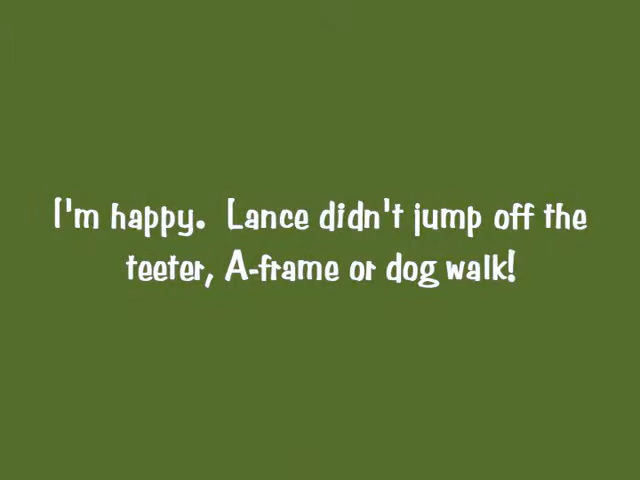 I'm happy.  Lance didn't jump off the
teeter, A-frame or dog walk!